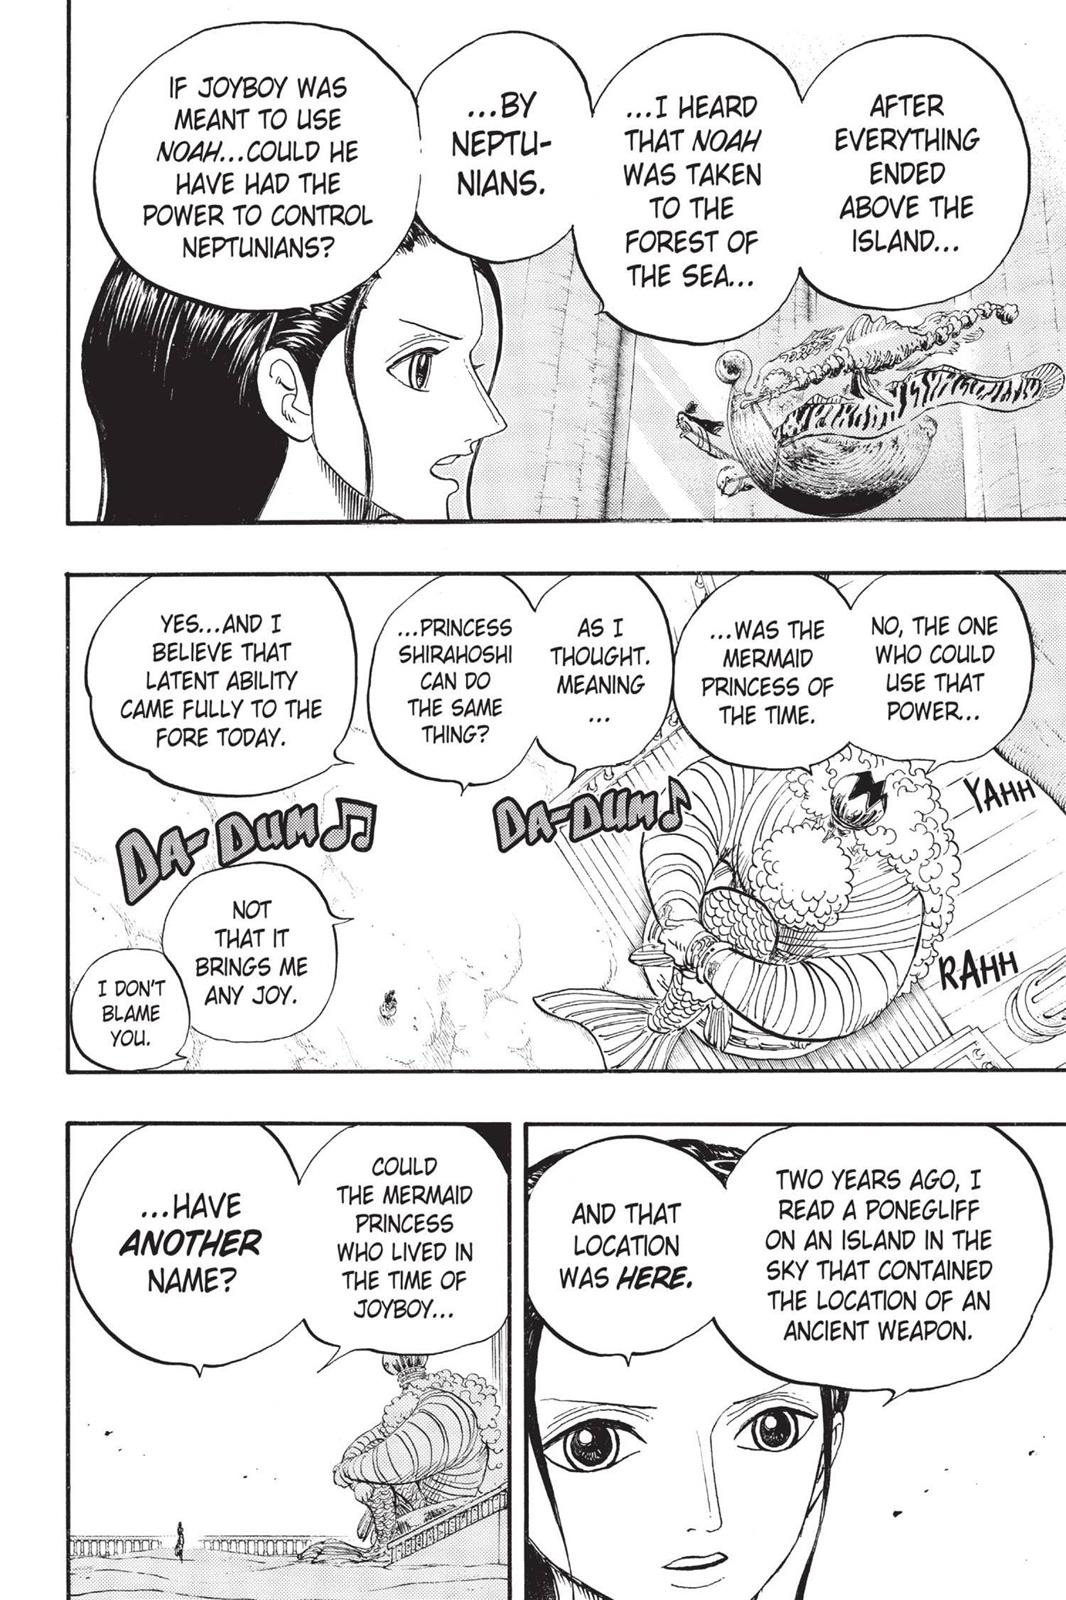 AFTER
EVERYTHING
ENDED
ABOVE THE
ISLAND...
...I HEARD
THAT NOAH
WAS TAKEN
TO THE
FOREST OF
THE SEA...
...BY
NEPTU-
NIANS.
IF JOYBOY WAS
MEANT TO USE
NOAH...COULD HE
HAVE HAD THE
POWER TO CONTROL
NEPTUNIANS?
NO, THE ONE
WHO COULD
USE THAT
POWER...
...WAS THE
MERMAID
PRINCESS OF
THE TIME.
AS I
THOUGHT.
MEANING
...
...PRINCESS
SHIRAHOSHI
CAN DO
THE SAME
THING?
YES...AND I
BELIEVE THAT
LATENT ABILITY
CAME FULLY TO THE
FORE TODAY.
YAHH
DA-DUM♪
DA-DUM♫
RAHH
NOT
THAT IT
BRINGS ME
ANY JOY.
I DON'T
BLAME
YOU.
TWO YEARS AGO, I
READ A PONEGLIFF
ON AN ISLAND IN THE
SKY THAT CONTAINED
THE LOCATION OF AN
ANCIENT WEAPON.
AND THAT
LOCATION
WAS HERE.
COULD
THE MERMAID
PRINCESS
WHO LIVED IN
THE TIME OF
JOYBOY...
...HAVE
ANOTHER
NAME?